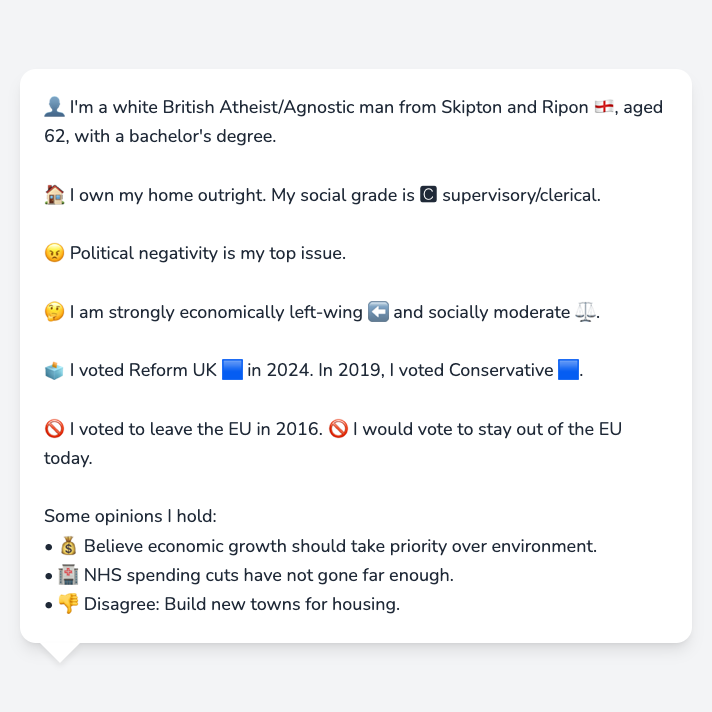 👤 I'm a white British Atheist/Agnostic man from Skipton and Ripon 🏴󠁧󠁢󠁥󠁮󠁧󠁿, aged
62, with a bachelor's degree.
🏠 I own my home outright. My social grade is 🅲 supervisory/clerical.
😠 Political negativity is my top issue.
🤔 I am strongly economically left-wing ⬅️ and socially moderate ⚖️.
🗳️ I voted Reform UK 🟦 in 2024. In 2019, I voted Conservative 🟦.
🚫 I voted to leave the EU in 2016. 🚫 I would vote to stay out of the EU
today.
Some opinions I hold:
• 💰 Believe economic growth should take priority over environment.
• 🏥 NHS spending cuts have not gone far enough.
• 👎 Disagree: Build new towns for housing.